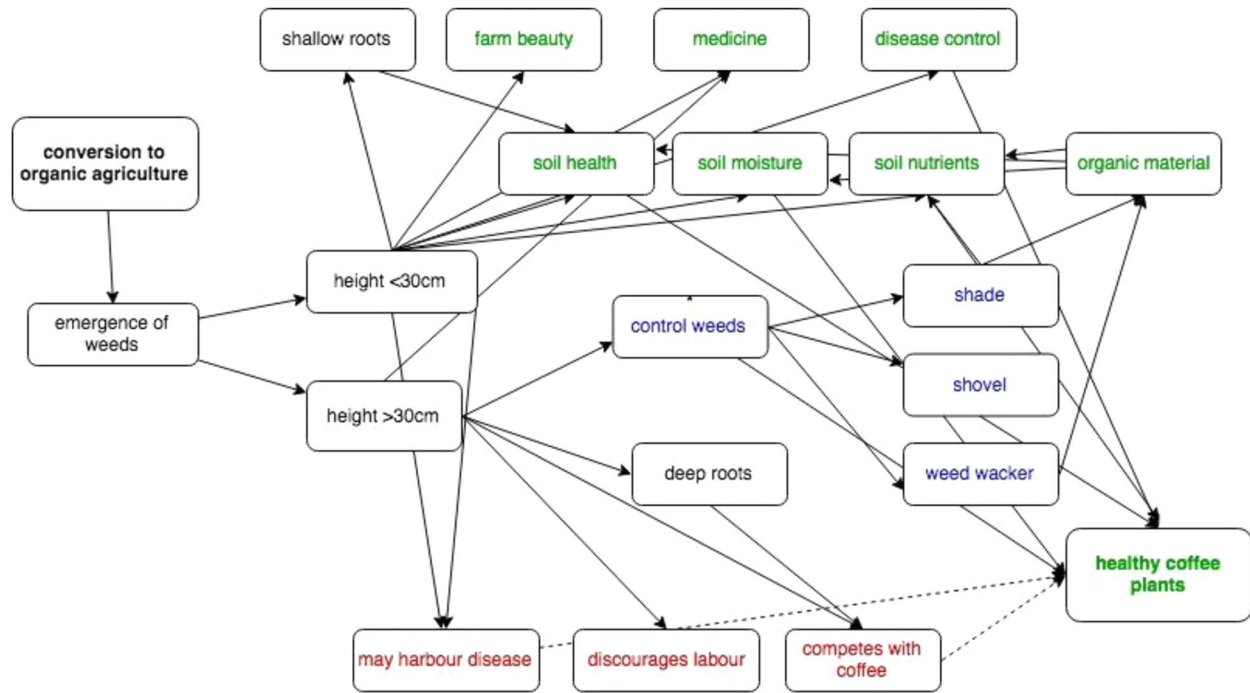 shallow roots
farm beauty
medicine
disease control
conversion to
organic agriculture
soil health
soil moisture
soil nutrients
organic material
height <30cm
shade
emergence of
weeds
control weeds
shovel
height >30cm
deep roots
weed wacker
healthy coffee
plants
may harbour disease
discourages labour
competes with
coffee